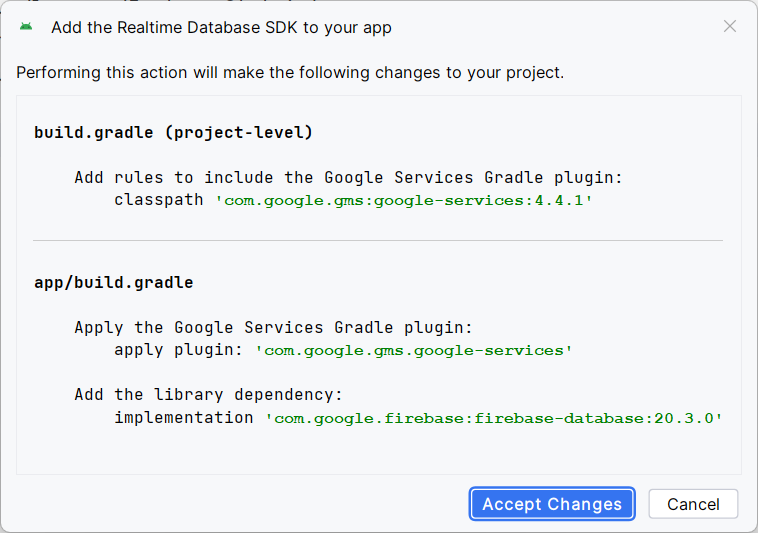 Add the Realtime Database SDK to your app
Performing this action will make the following changes to your project.
build.gradle (project-level)
Add rules to include the Google Services Gradle plugin:
classpath 'com.google.gms:google-services:4.4.1'
app/build.gradle
Apply the Google Services Gradle plugin:
apply plugin: 'com.google.gms.google-services'
Add the library dependency:
implementation 'com.google.firebase:firebase-database:20.3.0'
Accept Changes
Cancel